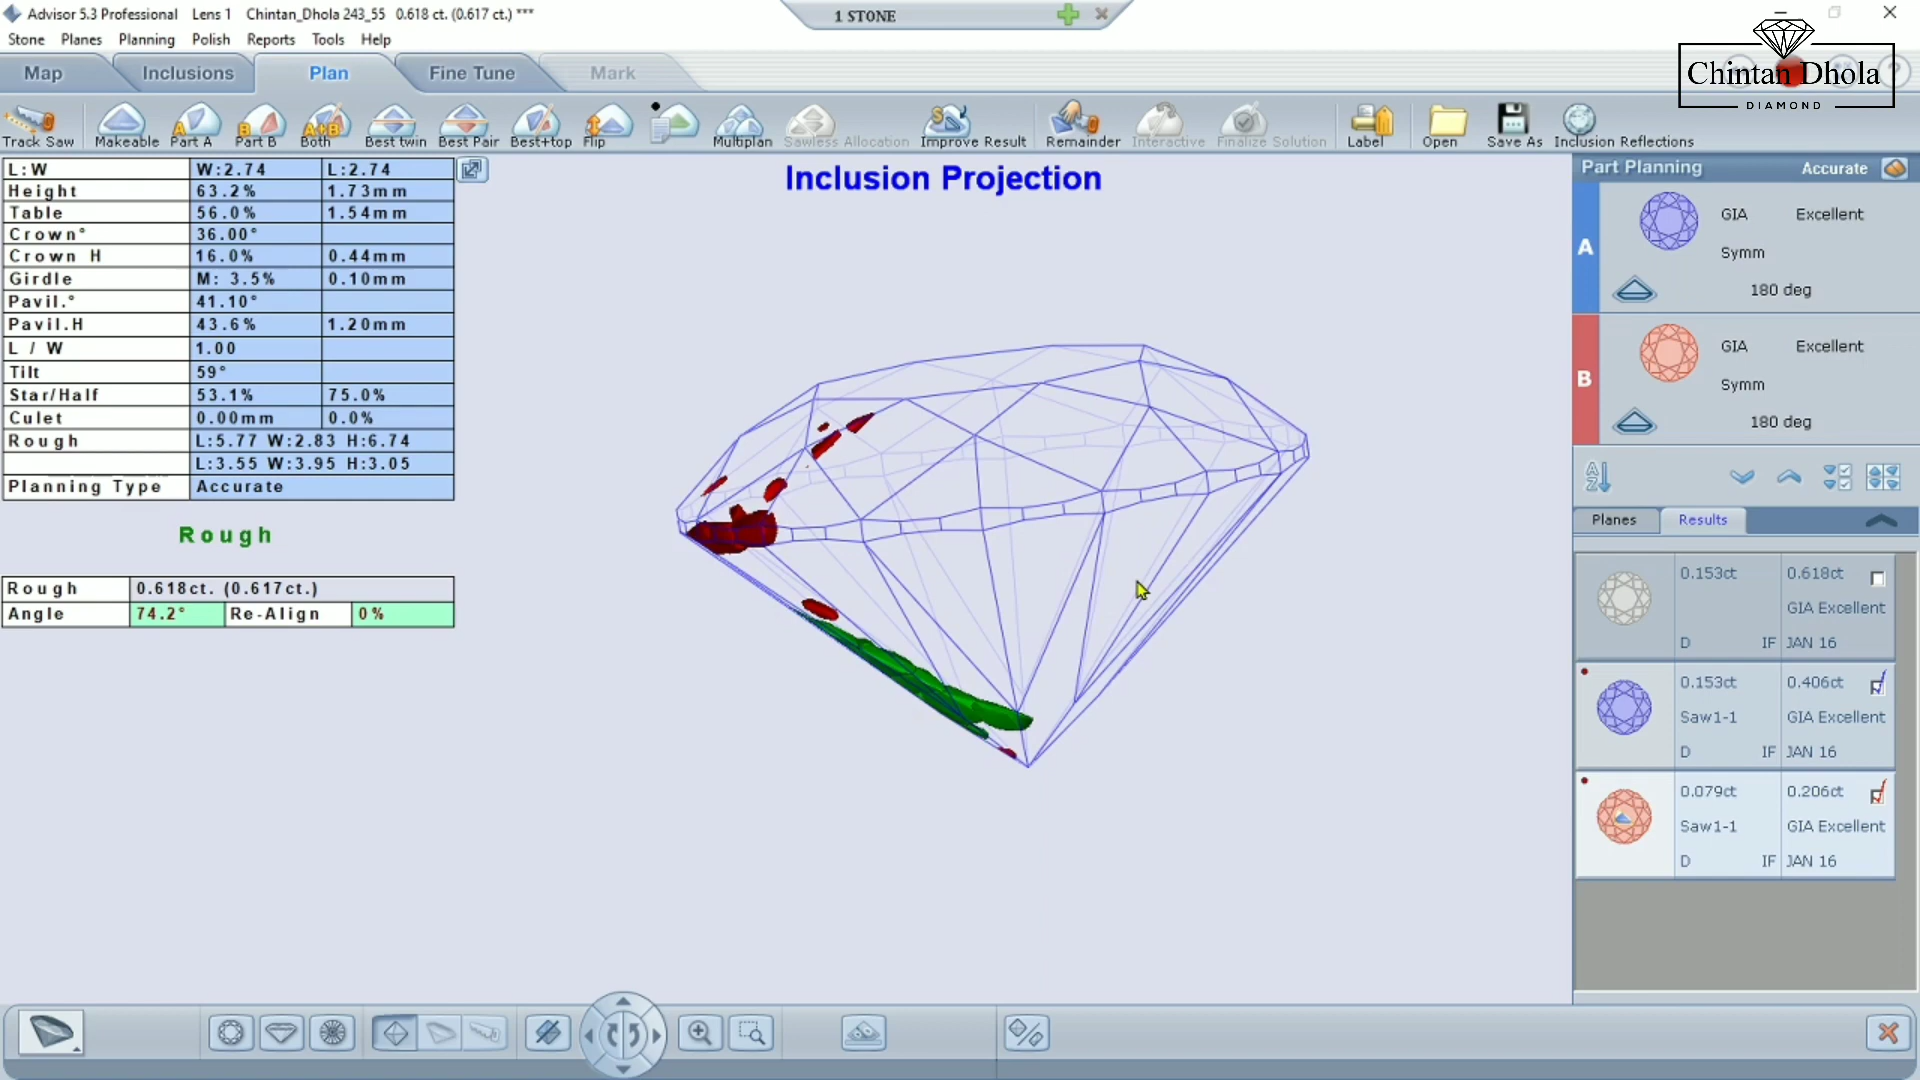 Advisor 5.3 Professional Lens 1 Chintan_Dhola 243_55 0.618 ct. (0.617 ct.) ***
1 STONE
Stone Planes Planning Polish Reports Tools Help
Chintan Dhola
DIAMOND
Map Inclusions Plan Fine Tune Mark
Track Saw Makeable Part A Part B Both Best twin Best Pair Best+top Flip Multiplan Sawless Allocation Improve Result Remainder Interactive Finalize Solution Label Open Save As Inclusion Reflections
L:W W:2.74 L:2.74
Height 63.2% 1.73mm
Table 56.0% 1.54mm
Crown° 36.00°
Crown H 16.0% 0.44mm
Girdle M: 3.5% 0.10mm
Pavil.° 41.10°
Pavil.H 43.6% 1.20mm
L / W 1.00
Tilt 59°
Star/Half 53.1% 75.0%
Culet 0.00mm 0.0%
Rough L:5.77 W:2.83 H:6.74
L:3.55 W:3.95 H:3.05
Planning Type Accurate
Rough
Rough 0.618ct. (0.617ct.)
Angle 74.2° Re-Align 0%
Inclusion Projection
Part Planning Accurate
A
GIA Excellent
Symm
180 deg
B
GIA Excellent
Symm
180 deg
Planes Results
0.153ct 0.618ct
GIA Excellent
D IF JAN 16
0.153ct 0.406ct
Saw1-1 GIA Excellent
D IF JAN 16
0.079ct 0.206ct
Saw1-1 GIA Excellent
D IF JAN 16